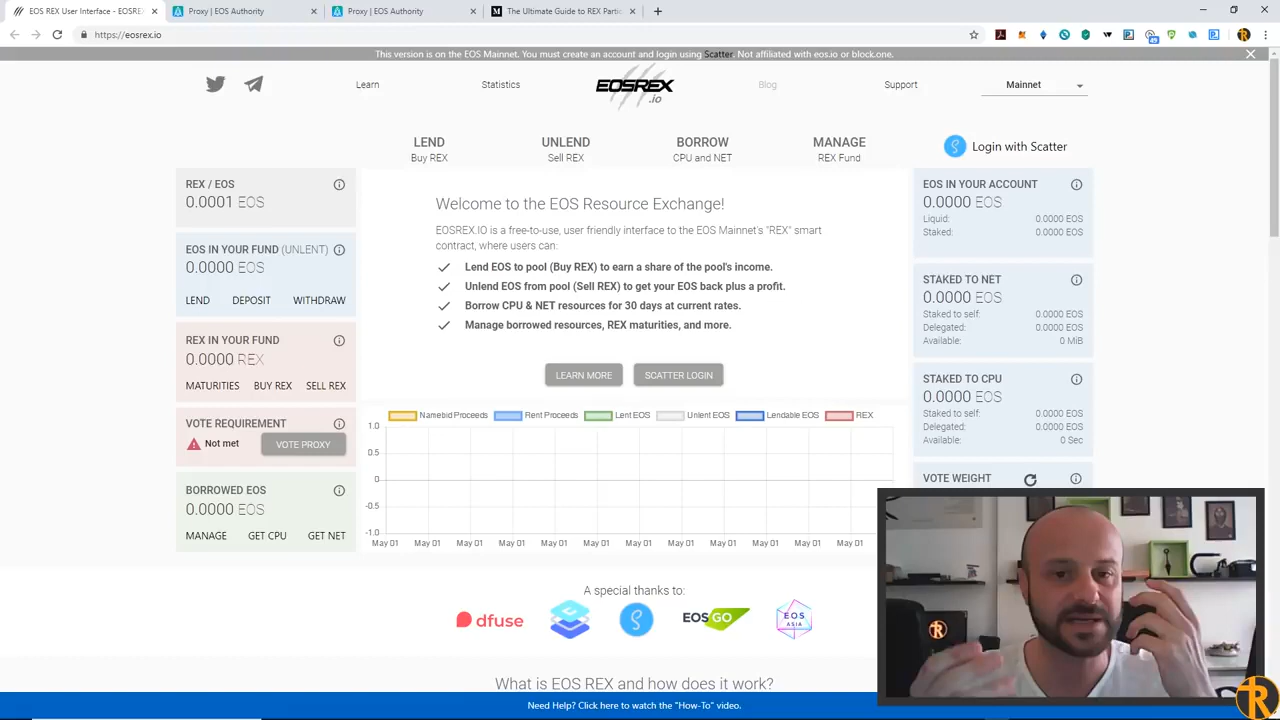 EOS REX User Interface - EOSREX
Proxy | EOS Authority
Proxy | EOS Authority
The Ultimate Guide to REX Partic
https://eosrex.io
This version is on the EOS Mainnet. You must create an account and login using Scatter. Not affiliated with eos.io or block.one.
Learn
Statistics
EOSREX
.io
Blog
Support
Mainnet
LEND
Buy REX
UNLEND
Sell REX
BORROW
CPU and NET
MANAGE
REX Fund
Login with Scatter
REX / EOS
0.0001 EOS
EOS IN YOUR FUND (UNLENT)
0.0000 EOS
LEND DEPOSIT WITHDRAW
REX IN YOUR FUND
0.0000 REX
MATURITIES BUY REX SELL REX
VOTE REQUIREMENT
Not met
VOTE PROXY
BORROWED EOS
0.0000 EOS
MANAGE GET CPU GET NET
Welcome to the EOS Resource Exchange!
EOSREX.IO is a free-to-use, user friendly interface to the EOS Mainnet's "REX" smart
contract, where users can:
Lend EOS to pool (Buy REX) to earn a share of the pool's income.
Unlend EOS from pool (Sell REX) to get your EOS back plus a profit.
Borrow CPU & NET resources for 30 days at current rates.
Manage borrowed resources, REX maturities, and more.
LEARN MORE
SCATTER LOGIN
Namebid Proceeds Rent Proceeds Lent EOS Unlent EOS Lendable EOS REX
1.0
0.5
0
-0.5
-1.0
May 01 May 01 May 01 May 01 May 01 May 01 May 01 May 01 May 01 May 01 May 01 May 01
EOS IN YOUR ACCOUNT
0.0000 EOS
Liquid: 0.0000 EOS
Staked: 0.0000 EOS
STAKED TO NET
0.0000 EOS
Staked to self: 0.0000 EOS
Delegated: 0.0000 EOS
Available: 0 MiB
STAKED TO CPU
0.0000 EOS
Staked to self: 0.0000 EOS
Delegated: 0.0000 EOS
Available: 0 Sec
VOTE WEIGHT
A special thanks to:
dfuse
EOS GO
EOS
ASIA
What is EOS REX and how does it work?
Need Help? Click here to watch the "How-To" video.